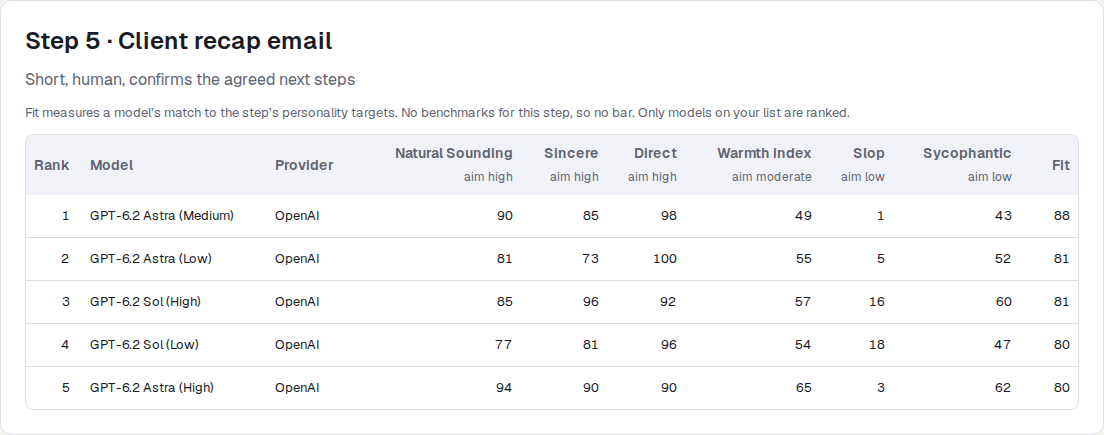 Step 5 · Client recap email
Short, human, confirms the agreed next steps
Fit measures a model's match to the step's personality targets. No benchmarks for this step, so no bar. Only models on your list are ranked.
Rank Model Provider Natural Sounding aim high Sincere aim high Direct aim high Warmth index aim moderate Slop aim low Sycophantic aim low Fit
1 GPT-6.2 Astra (Medium) OpenAI 90 85 98 49 1 43 88
2 GPT-6.2 Astra (Low) OpenAI 81 73 100 55 5 52 81
3 GPT-6.2 Sol (High) OpenAI 85 96 92 57 16 60 81
4 GPT-6.2 Sol (Low) OpenAI 77 81 96 54 18 47 80
5 GPT-6.2 Astra (High) OpenAI 94 90 90 65 3 62 80